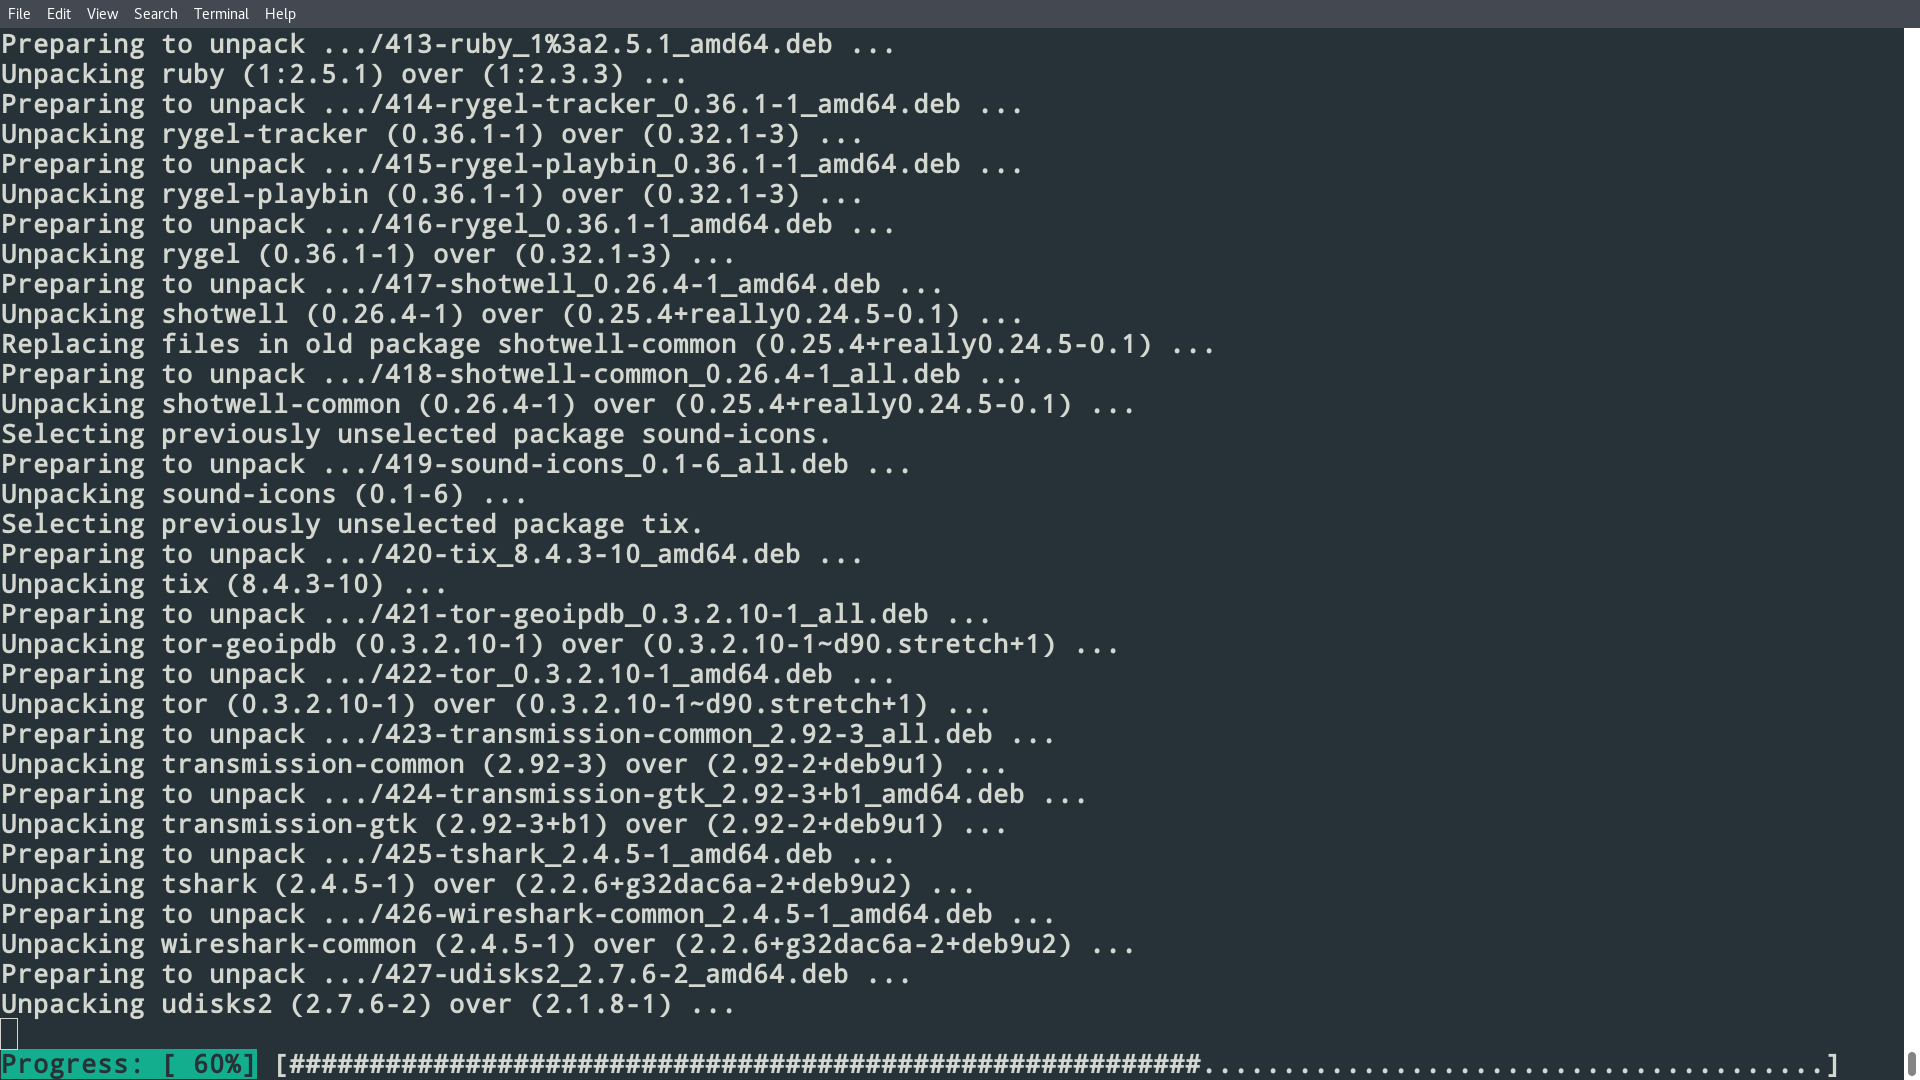 File Edit View Search Terminal Help
Preparing to unpack .../413-ruby_1%3a2.5.1_amd64.deb ...
Unpacking ruby (1:2.5.1) over (1:2.3.3) ...
Preparing to unpack .../414-rygel-tracker_0.36.1-1_amd64.deb ...
Unpacking rygel-tracker (0.36.1-1) over (0.32.1-3) ...
Preparing to unpack .../415-rygel-playbin_0.36.1-1_amd64.deb ...
Unpacking rygel-playbin (0.36.1-1) over (0.32.1-3) ...
Preparing to unpack .../416-rygel_0.36.1-1_amd64.deb ...
Unpacking rygel (0.36.1-1) over (0.32.1-3) ...
Preparing to unpack .../417-shotwell_0.26.4-1_amd64.deb ...
Unpacking shotwell (0.26.4-1) over (0.25.4+really0.24.5-0.1) ...
Replacing files in old package shotwell-common (0.25.4+really0.24.5-0.1) ...
Preparing to unpack .../418-shotwell-common_0.26.4-1_all.deb ...
Unpacking shotwell-common (0.26.4-1) over (0.25.4+really0.24.5-0.1) ...
Selecting previously unselected package sound-icons.
Preparing to unpack .../419-sound-icons_0.1-6_all.deb ...
Unpacking sound-icons (0.1-6) ...
Selecting previously unselected package tix.
Preparing to unpack .../420-tix_8.4.3-10_amd64.deb ...
Unpacking tix (8.4.3-10) ...
Preparing to unpack .../421-tor-geoipdb_0.3.2.10-1_all.deb ...
Unpacking tor-geoipdb (0.3.2.10-1) over (0.3.2.10-1~d90.stretch+1) ...
Preparing to unpack .../422-tor_0.3.2.10-1_amd64.deb ...
Unpacking tor (0.3.2.10-1) over (0.3.2.10-1~d90.stretch+1) ...
Preparing to unpack .../423-transmission-common_2.92-3_all.deb ...
Unpacking transmission-common (2.92-3) over (2.92-2+deb9u1) ...
Preparing to unpack .../424-transmission-gtk_2.92-3+b1_amd64.deb ...
Unpacking transmission-gtk (2.92-3+b1) over (2.92-2+deb9u1) ...
Preparing to unpack .../425-tshark_2.4.5-1_amd64.deb ...
Unpacking tshark (2.4.5-1) over (2.2.6+g32dac6a-2+deb9u2) ...
Preparing to unpack .../426-wireshark-common_2.4.5-1_amd64.deb ...
Unpacking wireshark-common (2.4.5-1) over (2.2.6+g32dac6a-2+deb9u2) ...
Preparing to unpack .../427-udisks2_2.7.6-2_amd64.deb ...
Unpacking udisks2 (2.7.6-2) over (2.1.8-1) ...
Progress: [ 60%] [#########################################################.......................................]